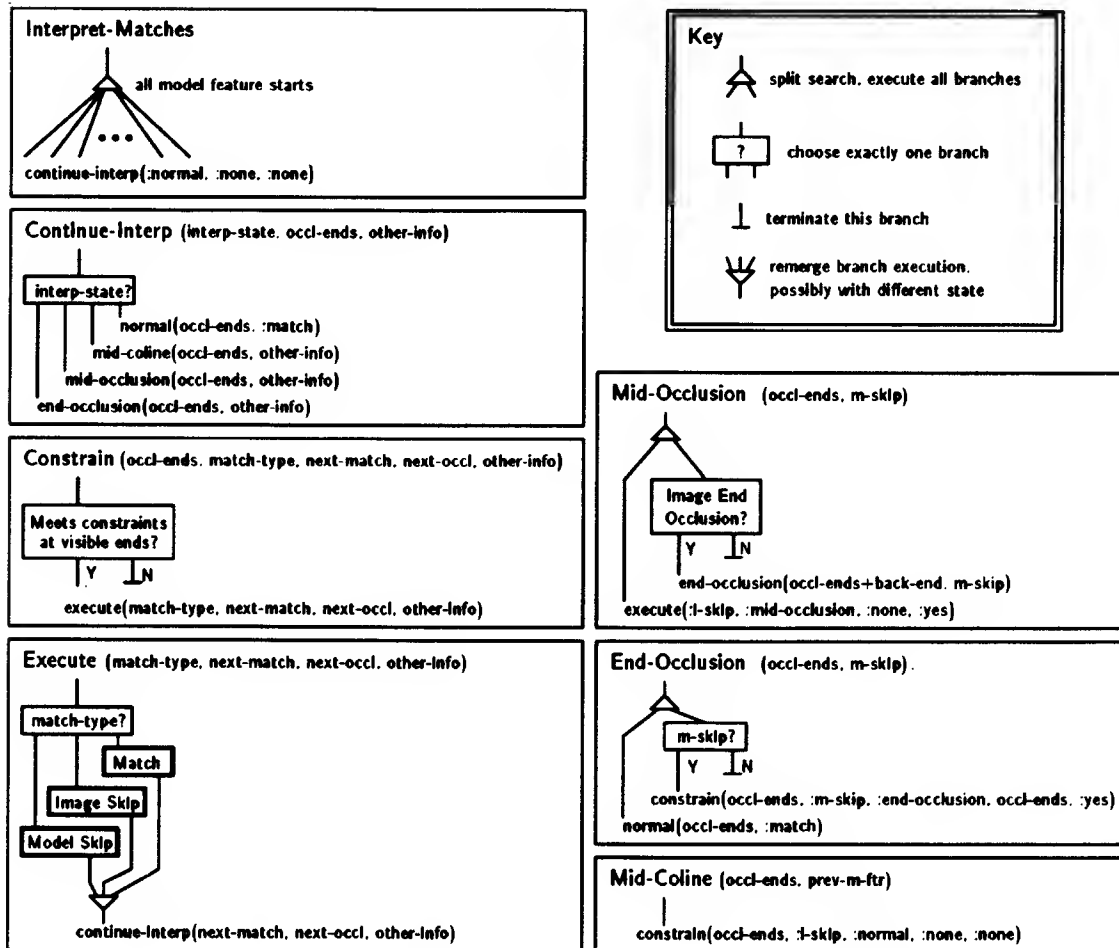 Interpret-Matches
all model feature starts
continue-interp(:normal, :none, :none)
Continue-Interp (interp-state, occl-ends, other-info)
interp-state?
normal(occl-ends. :match)
mid-coline(occl-ends, other-info)
mid-occlusion(occl-ends, other-info)
end-occlusion(occl-ends, other-info)
Constrain (occl-ends. match-type, next-match, next-occl, other-info)
Meets constraints
at visible ends?
Y N
execute(match-type, next-match, next-occl, other-info)
Execute (match-type, next-match, next-occl, other-info)
match-type?
Match
Image Skip
Model Skip
continue-interp(next-match, next-occl, other-info)
Key
split search, execute all branches
?
choose exactly one branch
terminate this branch
remerge branch execution,
possibly with different state
Mid-Occlusion (occl-ends, m-skip)
Image End
Occlusion?
Y N
end-occlusion(occl-ends+back-end, m-skip)
execute(:i-skip, :mid-occlusion, :none, :yes)
End-Occlusion (occl-ends, m-skip).
m-skip?
Y N
constrain(occl-ends, :m-skip, :end-occlusion, occl-ends, :yes)
normal(occl-ends, :match)
Mid-Coline (occl-ends, prev-m-ftr)
constrain(occl-ends, :i-skip, :normal, :none, :none)